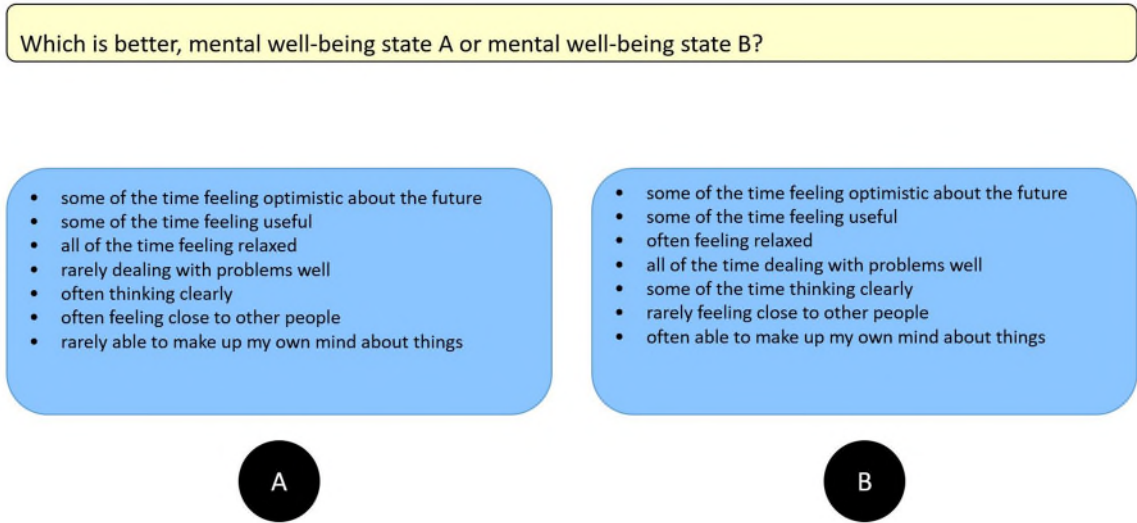 Which is better, mental well-being state A or mental well-being state B?
• some of the time feeling optimistic about the future
• some of the time feeling useful
• all of the time feeling relaxed
• rarely dealing with problems well
• often thinking clearly
• often feeling close to other people
• rarely able to make up my own mind about things
A
• some of the time feeling optimistic about the future
• some of the time feeling useful
• often feeling relaxed
• all of the time dealing with problems well
• some of the time thinking clearly
• rarely feeling close to other people
• often able to make up my own mind about things
B